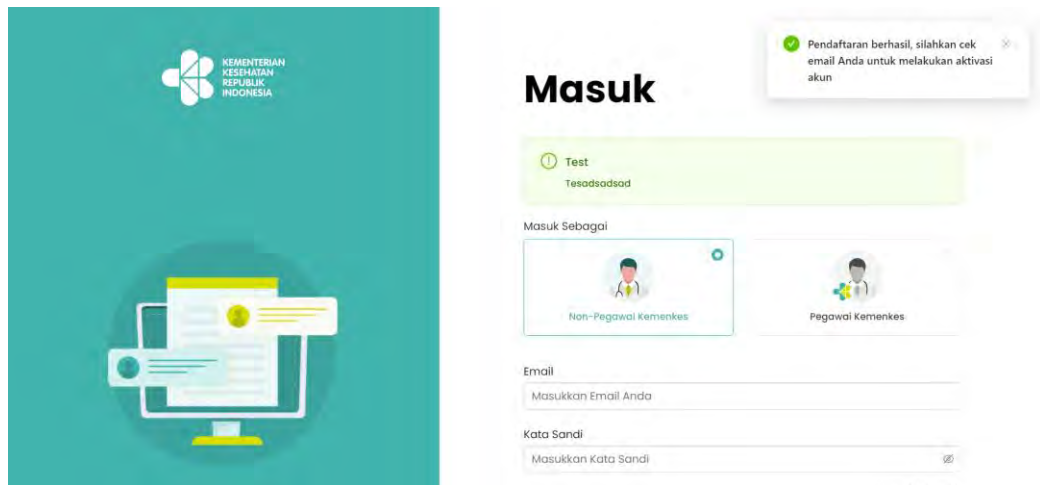 KEMENTERIAN
KESEHATAN
REPUBLIK
INDONESIA
Pendaftaran berhasil, silahkan cek
email Anda untuk melakukan aktivasi
akun
Masuk
Test
Tesadsadsad
Masuk Sebagai
Non-Pegawai Kemenkes
Pegawai Kemenkes
Email
Masukkan Email Anda
Kata Sandi
Masukkan Kata Sandi